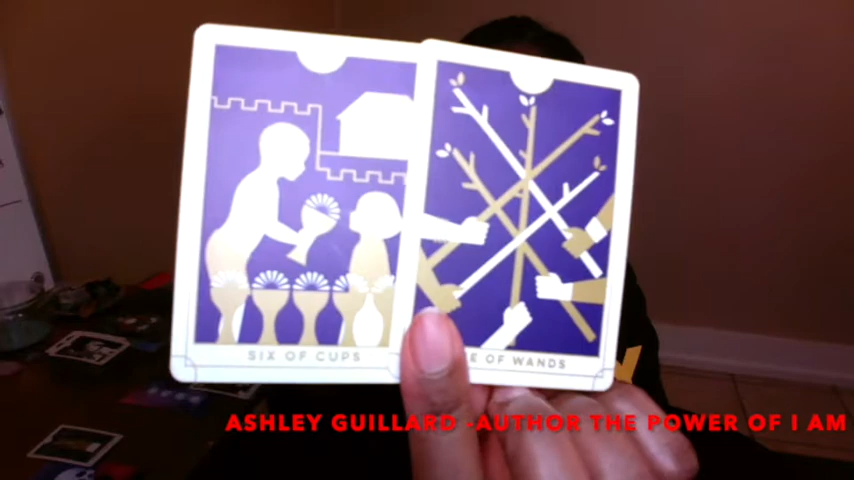 SIX OF CUPS
OF WANDS
ASHLEY GUILLARD -AUTHOR THE POWER OF I AM